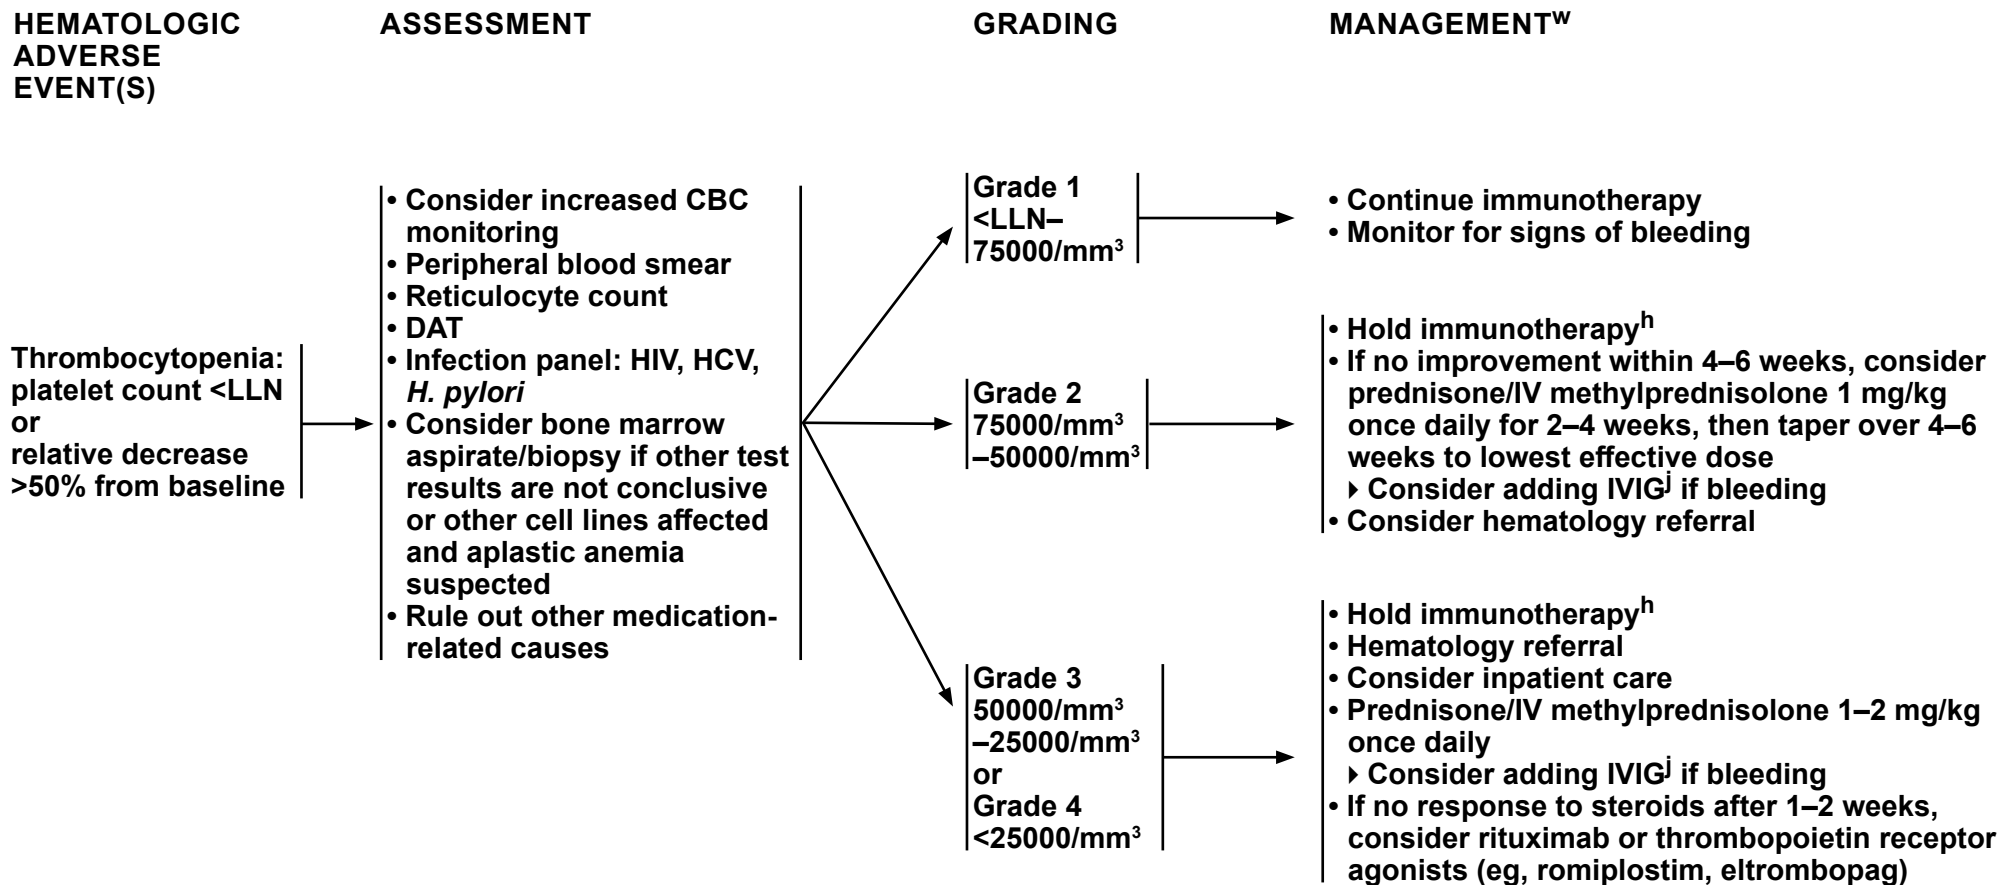 HEMATOLOGIC
ADVERSE
EVENT(S)
ASSESSMENT
GRADING
MANAGEMENTʷ
Thrombocytopenia:
platelet count <LLN
or
relative decrease
>50% from baseline
• Consider increased CBC
monitoring
• Peripheral blood smear
• Reticulocyte count
• DAT
• Infection panel: HIV, HCV,
H. pylori
• Consider bone marrow
aspirate/biopsy if other test
results are not conclusive
or other cell lines affected
and aplastic anemia
suspected
• Rule out other medication-
related causes
Grade 1
<LLN–
75000/mm³
• Continue immunotherapy
• Monitor for signs of bleeding
Grade 2
75000/mm³
–50000/mm³
• Hold immunotherapyʰ
• If no improvement within 4–6 weeks, consider
prednisone/IV methylprednisolone 1 mg/kg
once daily for 2–4 weeks, then taper over 4–6
weeks to lowest effective dose
▸ Consider adding IVIGʲ if bleeding
• Consider hematology referral
Grade 3
50000/mm³
–25000/mm³
or
Grade 4
<25000/mm³
• Hold immunotherapyʰ
• Hematology referral
• Consider inpatient care
• Prednisone/IV methylprednisolone 1–2 mg/kg
once daily
▸ Consider adding IVIGʲ if bleeding
• If no response to steroids after 1–2 weeks,
consider rituximab or thrombopoietin receptor
agonists (eg, romiplostim, eltrombopag)